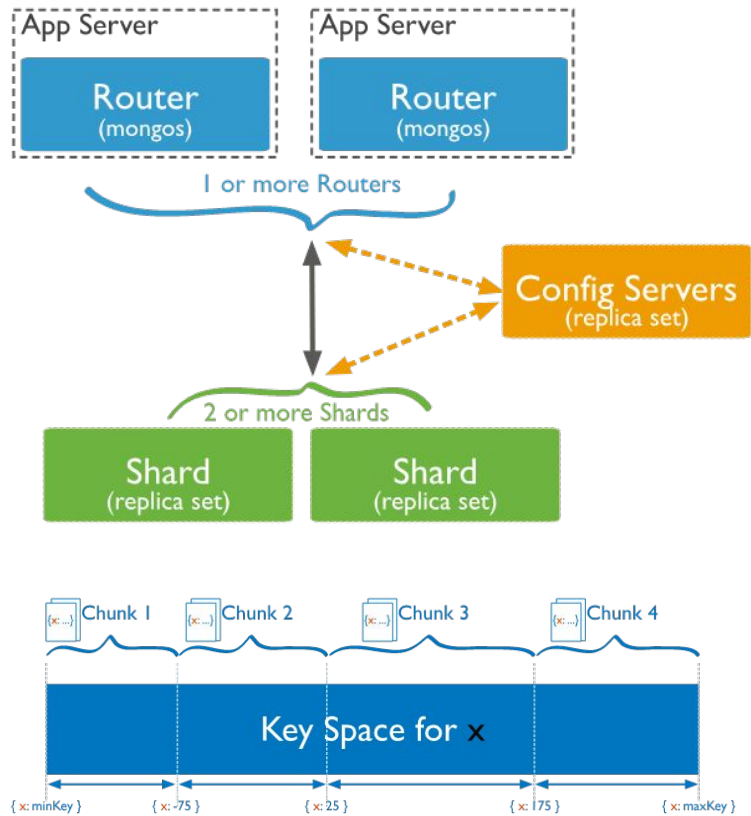 App Server
App Server
Router
(mongos)
Router
(mongos)
1 or more Routers
Config Servers
(replica set)
2 or more Shards
Shard
(replica set)
Shard
(replica set)
{x: ...} Chunk 1
{x: ...} Chunk 2
{x: ...} Chunk 3
{x: ...} Chunk 4
Key Space for x
{ x: minKey } { x: -75 } { x: 25 } { x: 175 } { x: maxKey }